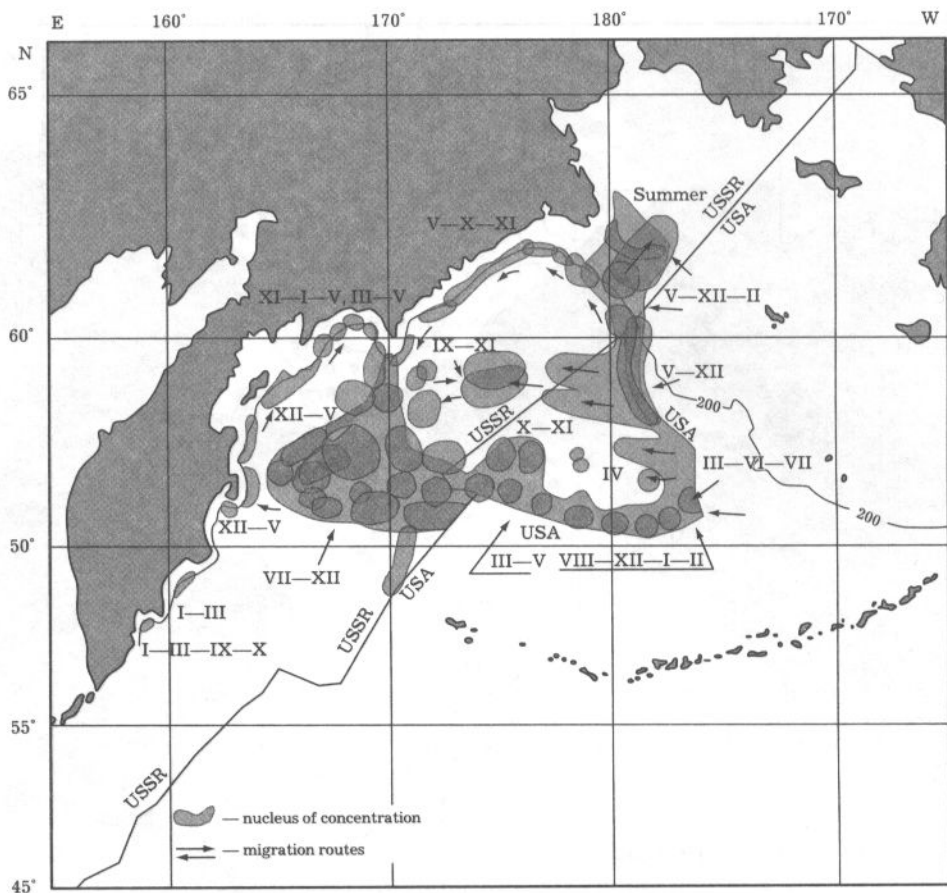 E 160° 170° 180° 170° W
N
65°
Summer
USSR
USA
V—X—XI
XI—I—V, III—V
V—XII—II
60°
IX—XI
V—XII
200
XII—V
USSR
X—XI
USA
IV
III—VI—VII
XII—V
200
50°
USA
VII—XII
III—V VIII—XII—I—II
USA
I—III
USSR
I—III—IX—X
55°
USSR
— nucleus of concentration
— migration routes
45°